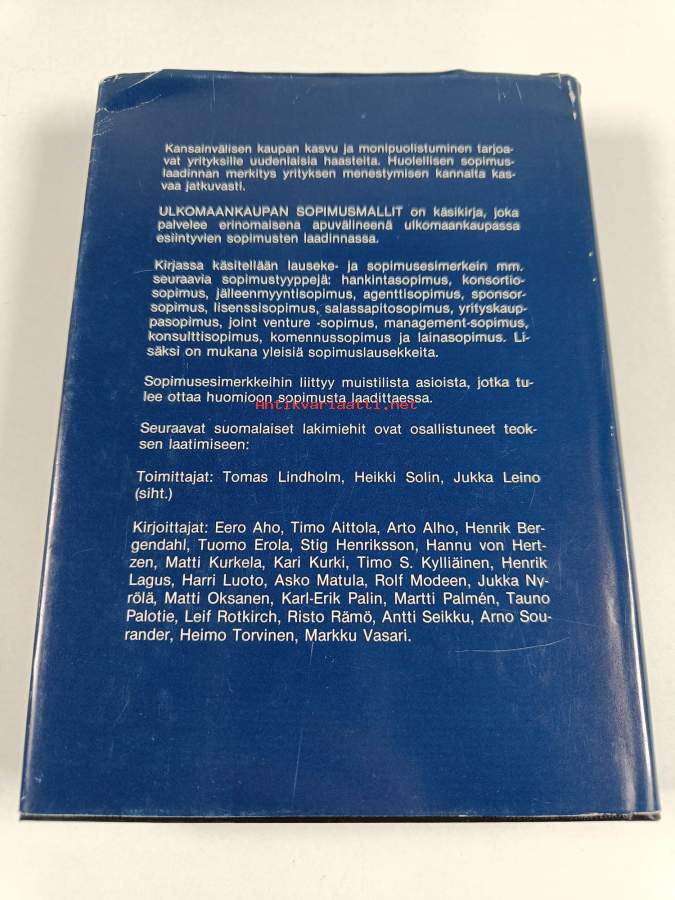 Kansainvälisen kaupan kasvu ja monipuolistuminen tarjoa-
vat yrityksille uudenlaisia haasteita. Huolellisen sopimus-
laadinnan merkitys yrityksen menestymisen kannalta kas-
vaa jatkuvasti.
ULKOMAANKAUPAN SOPIMUSMALLIT on käsikirja, joka
palvelee erinomaisena apuvälineenä ulkomaankaupassa
esiintyvien sopimusten laadinnassa.
Kirjassa käsitellään lauseke- ja sopimusesimerkein mm.
seuraavia sopimustyyppejä: hankintasopimus, konsortio-
sopimus, jälleenmyyntisopimus, agenttisopimus, sponsor-
sopimus, lisenssisopimus, salassapitosopimus, yrityskaup-
pasopimus, joint venture -sopimus, management-sopimus,
konsulttisopimus, komennussopimus ja lainasopimus. Li-
säksi on mukana yleisiä sopimuslausekkeita.
Sopimusesimerkkeihin liittyy muistilista asioista, jotka tu-
lee ottaa huomioon sopimusta laadittaessa.
Antikvariaatti.net
Seuraavat suomalaiset lakimiehit ovat osallistuneet teok-
sen laatimiseen:
Toimittajat: Tomas Lindholm, Heikki Solin, Jukka Leino
(siht.)
Kirjoittajat: Eero Aho, Timo Aittola, Arto Alho, Henrik Ber-
gendahl, Tuomo Erola, Stig Henriksson, Hannu von Hert-
zen, Matti Kurkela, Kari Kurki, Timo S. Kylliäinen, Henrik
Lagus, Harri Luoto, Asko Matula, Rolf Modeen, Jukka Ny-
rölä, Matti Oksanen, Karl-Erik Palin, Martti Palmén, Tauno
Palotie, Leif Rotkirch, Risto Rämö, Antti Seikku, Arno Sou-
rander, Heimo Torvinen, Markku Vasari.